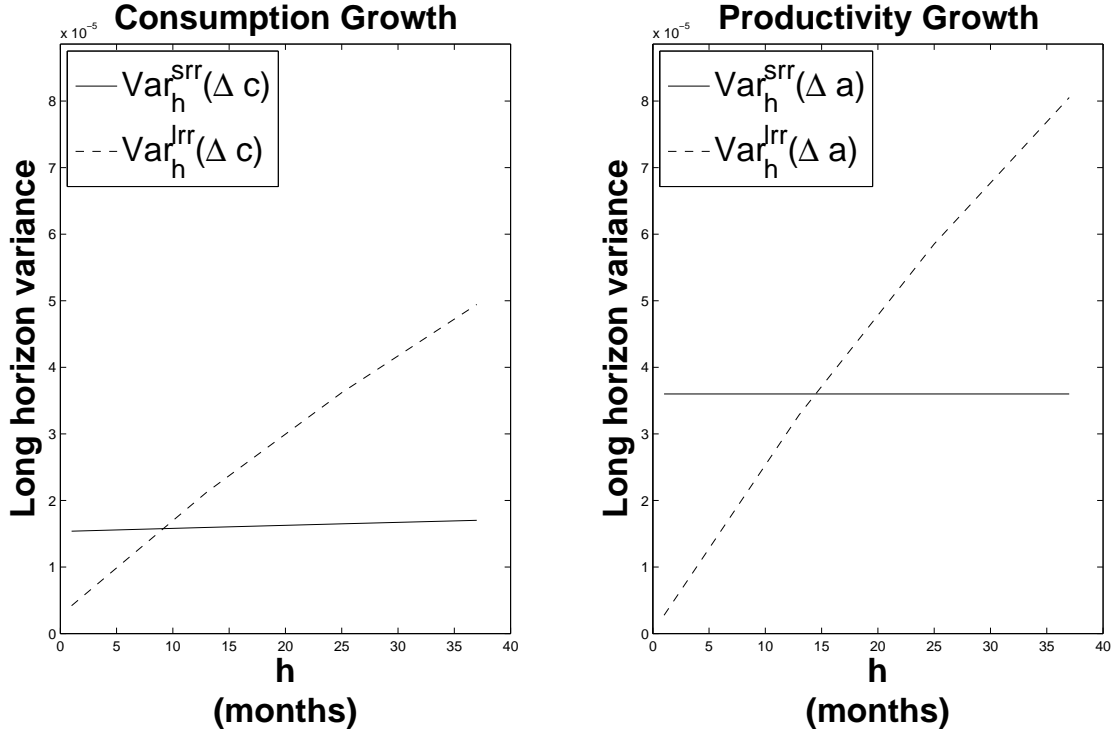 Consumption Growth
x 10⁻⁵
Var_h^srr(Δ c)
Var_h^lrr(Δ c)
8
7
6
5
4
3
2
1
0
0 5 10 15 20 25 30 35 40
Long horizon variance
h
(months)
Productivity Growth
x 10⁻⁵
Var_h^srr(Δ a)
Var_h^lrr(Δ a)
8
7
6
5
4
3
2
1
0
0 5 10 15 20 25 30 35 40
Long horizon variance
h
(months)